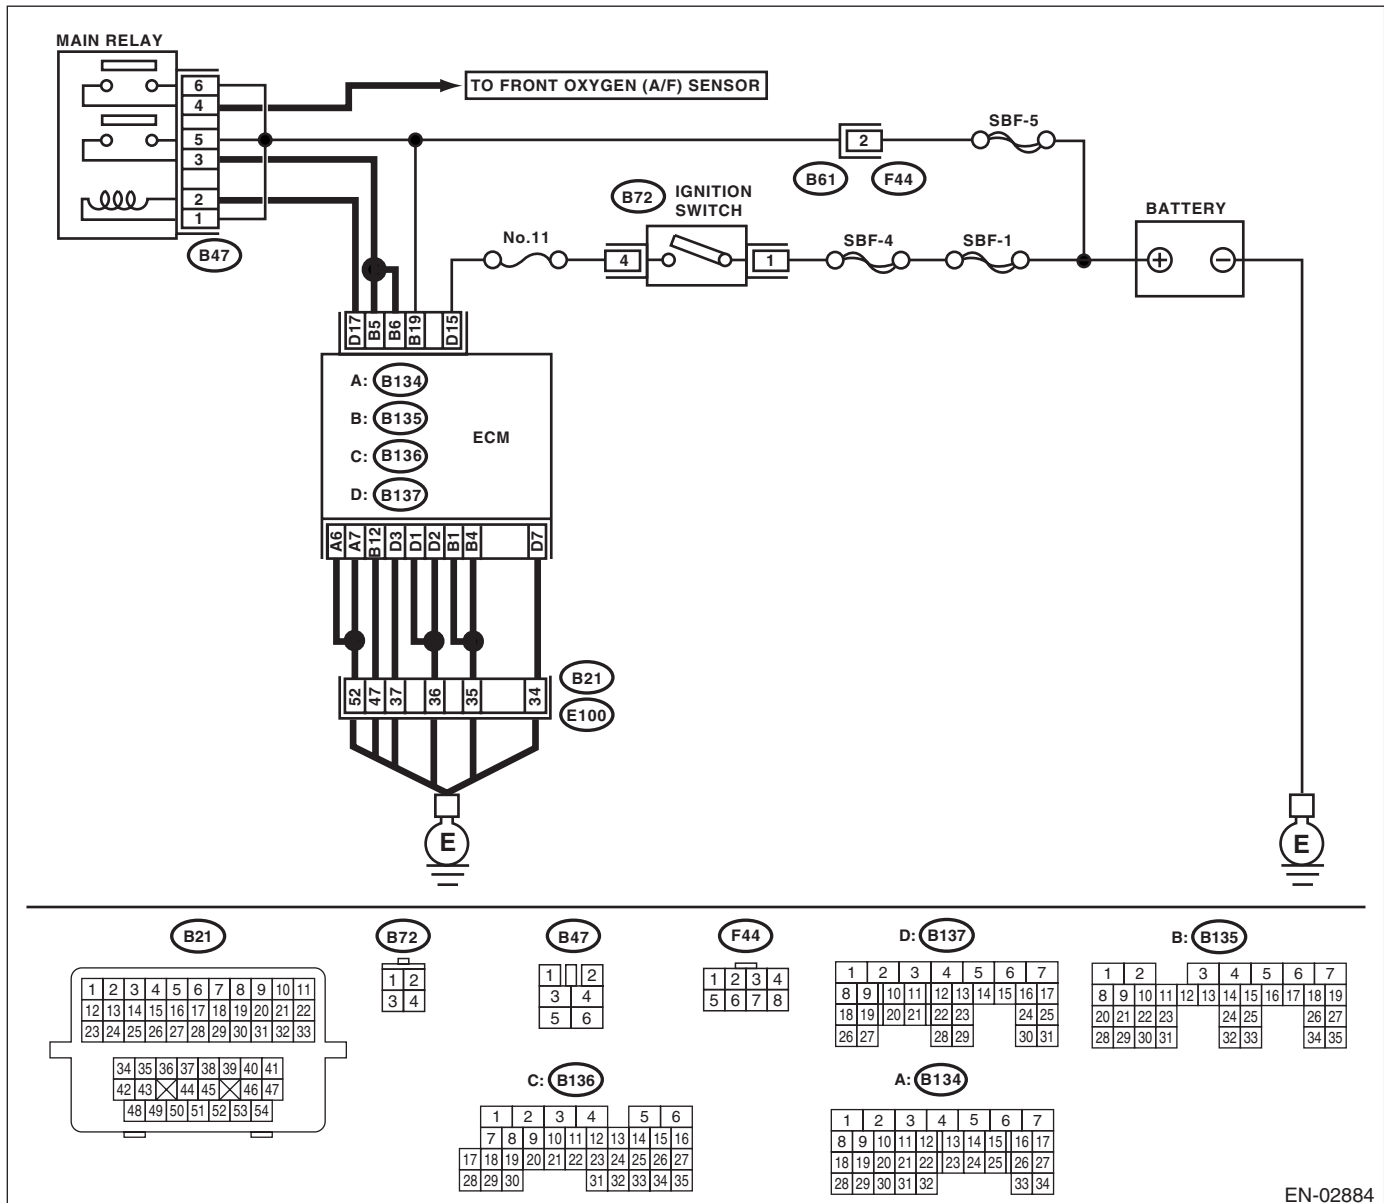 MAIN RELAY
6
4
5
3
2
1
B47
TO FRONT OXYGEN (A/F) SENSOR
SBF-5
2
B61 F44
B72 IGNITION
SWITCH
BATTERY
No.11
4
1
SBF-4
SBF-1
+
−
D17 B5 B6 B19 D15
A: B134
B: B135
ECM
C: B136
D: B137
A6 A7 B12 D3 D1 D2 B1 B4 D7
52 47 37 36 35 34
B21
E100
E
E
B21
1 2 3 4 5 6 7 8 9 10 11
12 13 14 15 16 17 18 19 20 21 22
23 24 25 26 27 28 29 30 31 32 33
34 35 36 37 38 39 40 41
42 43 44 45 46 47
48 49 50 51 52 53 54
B72
1 2
3 4
B47
1 2
3 4
5 6
F44
1 2 3 4
5 6 7 8
D: B137
1 2 3 4 5 6 7
8 9 10 11 12 13 14 15 16 17
18 19 20 21 22 23 24 25
26 27 28 29 30 31
B: B135
1 2 3 4 5 6 7
8 9 10 11 12 13 14 15 16 17 18 19
20 21 22 23 24 25 26 27
28 29 30 31 32 33 34 35
C: B136
1 2 3 4 5 6
7 8 9 10 11 12 13 14 15 16
17 18 19 20 21 22 23 24 25 26 27
28 29 30 31 32 33 34 35
A: B134
1 2 3 4 5 6 7
8 9 10 11 12 13 14 15 16 17
18 19 20 21 22 23 24 25 26 27
28 29 30 31 32 33 34
EN-02884